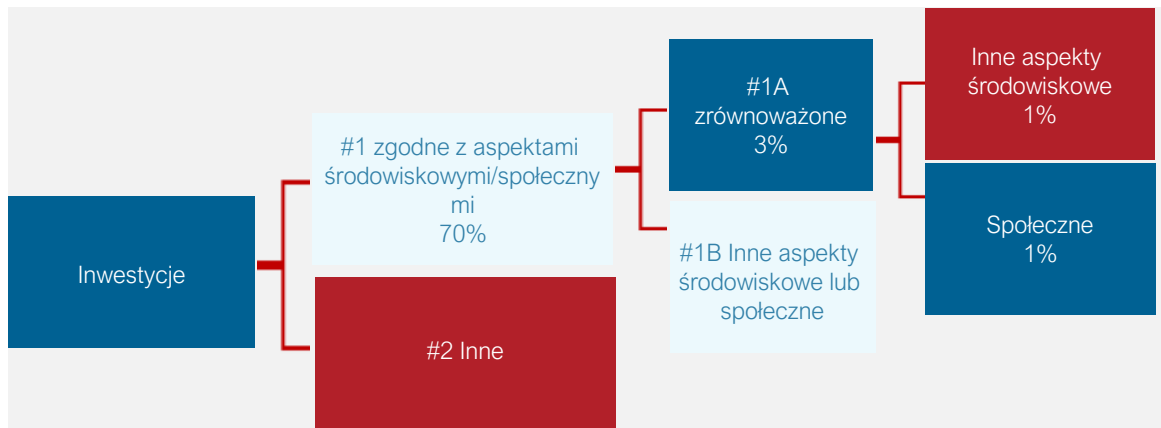 Inwestycje
#1 zgodne z aspektami
środowiskowymi/społeczny
mi
70%
#2 Inne
#1A
zrównoważone
3%
#1B Inne aspekty
środowiskowe lub
społeczne
Inne aspekty
środowiskowe
1%
Społeczne
1%